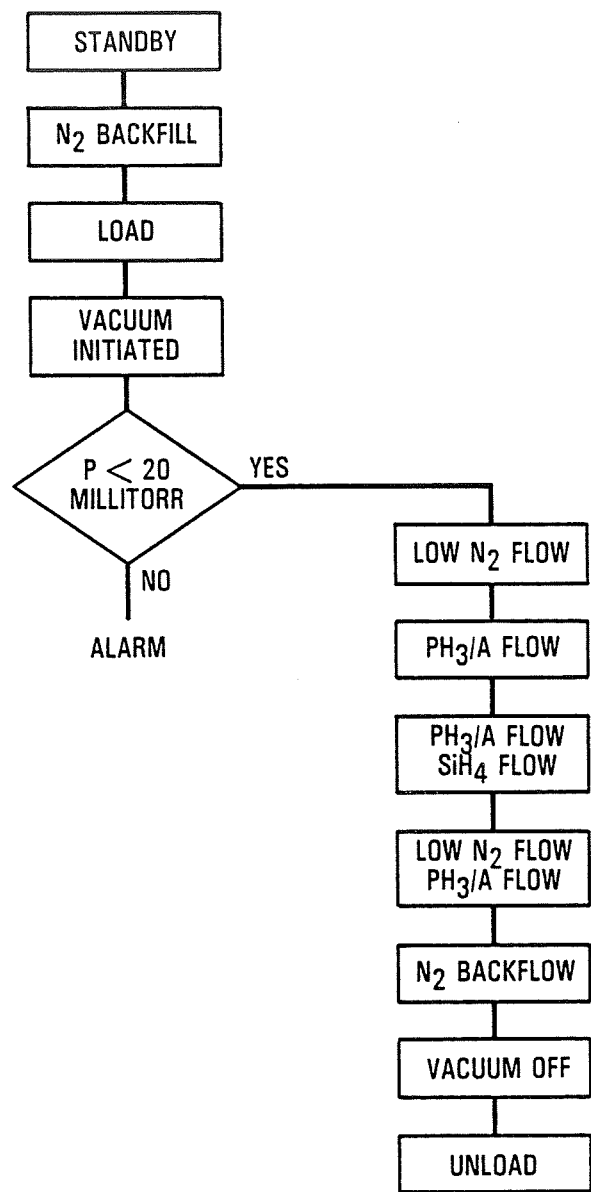 STANDBY
N2 BACKFILL
LOAD
VACUUM
INITIATED
P < 20
MILLITORR
YES
NO
ALARM
LOW N2 FLOW
PH3/A FLOW
PH3/A FLOW
SiH4 FLOW
LOW N2 FLOW
PH3/A FLOW
N2 BACKFLOW
VACUUM OFF
UNLOAD